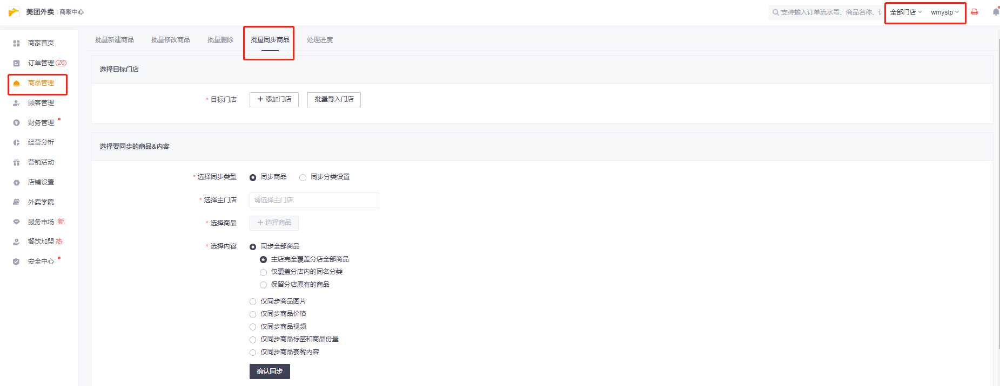 美团外卖 | 商家中心
支持输入订单流水号、商品名称、
全部门店 wmystp
商家首页
订单管理 26
商品管理
顾客管理
财务管理
经营分析
营销活动
店铺设置
外卖学院
服务市场 新
餐饮加盟 热
安全中心
批量新建商品 批量修改商品 批量删除 批量同步商品 处理进度
选择目标门店
* 目标门店 + 添加门店 批量导入门店
选择要同步的商品&内容
* 选择同步类型 同步商品 同步分类设置
* 选择主门店 请选择主门店
* 选择商品 + 选择商品
* 选择内容 同步全部商品
主店完全覆盖分店全部商品
仅覆盖分店内的同名分类
保留分店原有的商品
仅同步商品图片
仅同步商品价格
仅同步商品视频
仅同步商品标签和商品份量
仅同步商品套餐内容
确认同步